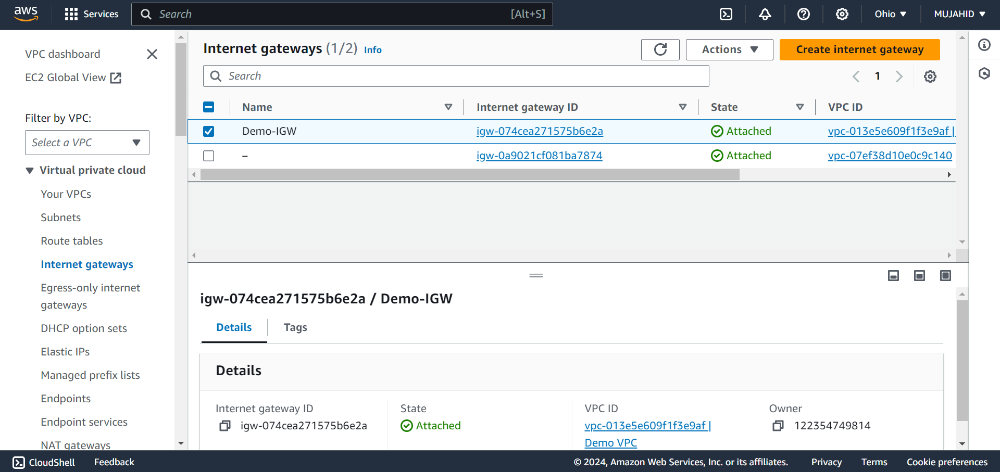 aws
Services
Search
[Alt+S]
Ohio
MUJAHID
VPC dashboard
EC2 Global View
Filter by VPC:
Select a VPC
Virtual private cloud
Your VPCs
Subnets
Route tables
Internet gateways
Egress-only internet
gateways
DHCP option sets
Elastic IPs
Managed prefix lists
Endpoints
Endpoint services
NAT gateways
Internet gateways (1/2) Info
Actions
Create internet gateway
Search
1
Name Internet gateway ID State VPC ID
Demo-IGW igw-074cea271575b6e2a Attached vpc-013e5e609f1f3e9af |
– igw-0a9021cf081ba7874 Attached vpc-07ef38d10e0c9c140
igw-074cea271575b6e2a / Demo-IGW
Details Tags
Details
Internet gateway ID
igw-074cea271575b6e2a
State
Attached
VPC ID
vpc-013e5e609f1f3e9af |
Demo VPC
Owner
122354749814
CloudShell Feedback
© 2024, Amazon Web Services, Inc. or its affiliates. Privacy Terms Cookie preferences